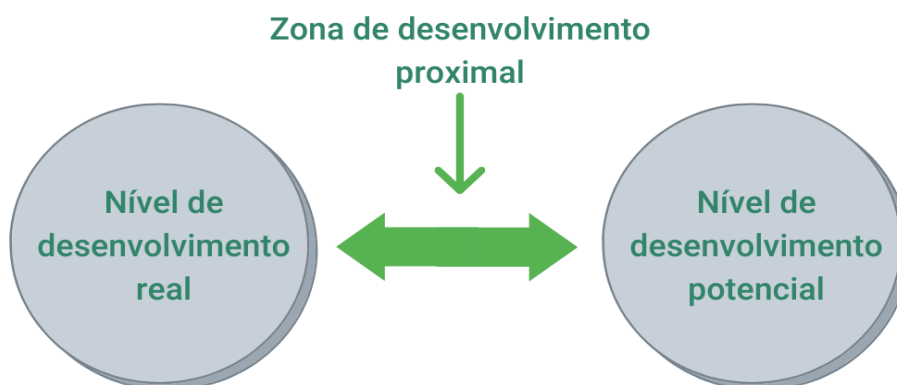 Zona de desenvolvimento
proximal
Nível de
desenvolvimento
real
Nível de
desenvolvimento
potencial